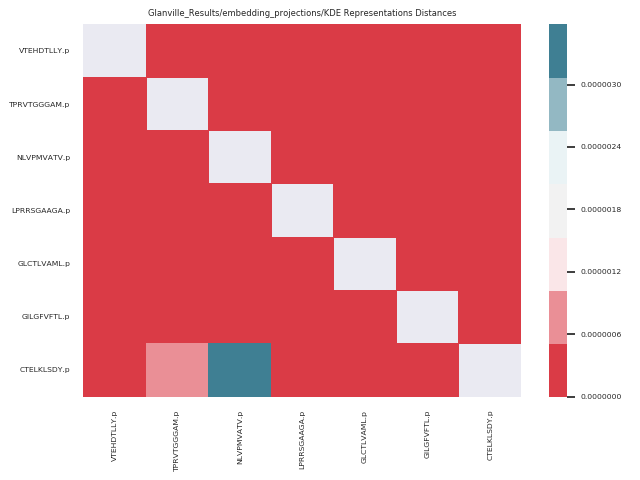 Glanville_Results/embedding_projections/KDE Representations Distances
VTEHDTLLY.p
TPRVTGGGAM.p
NLVPMVATV.p
LPRRSGAAGA.p
GLCTLVAML.p
GILGFVFTL.p
CTELKLSDY.p
VTEHDTLLY.p
TPRVTGGGAM.p
NLVPMVATV.p
LPRRSGAAGA.p
GLCTLVAML.p
GILGFVFTL.p
CTELKLSDY.p
0.0000030
0.0000024
0.0000018
0.0000012
0.0000006
0.0000000